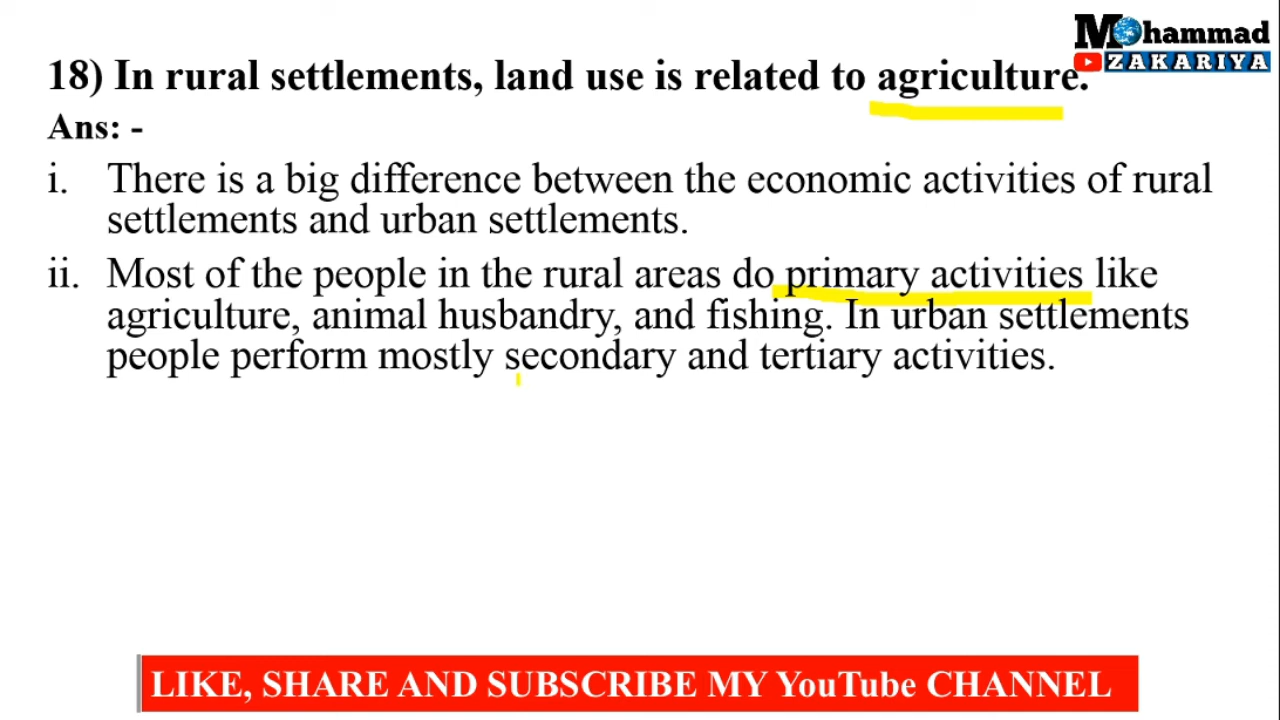 Mohammad
ZAKARIYA
18) In rural settlements, land use is related to agriculture.
Ans: -
i. There is a big difference between the economic activities of rural
settlements and urban settlements.
ii. Most of the people in the rural areas do primary activities like
agriculture, animal husbandry, and fishing. In urban settlements
people perform mostly secondary and tertiary activities.
LIKE, SHARE AND SUBSCRIBE MY YouTube CHANNEL